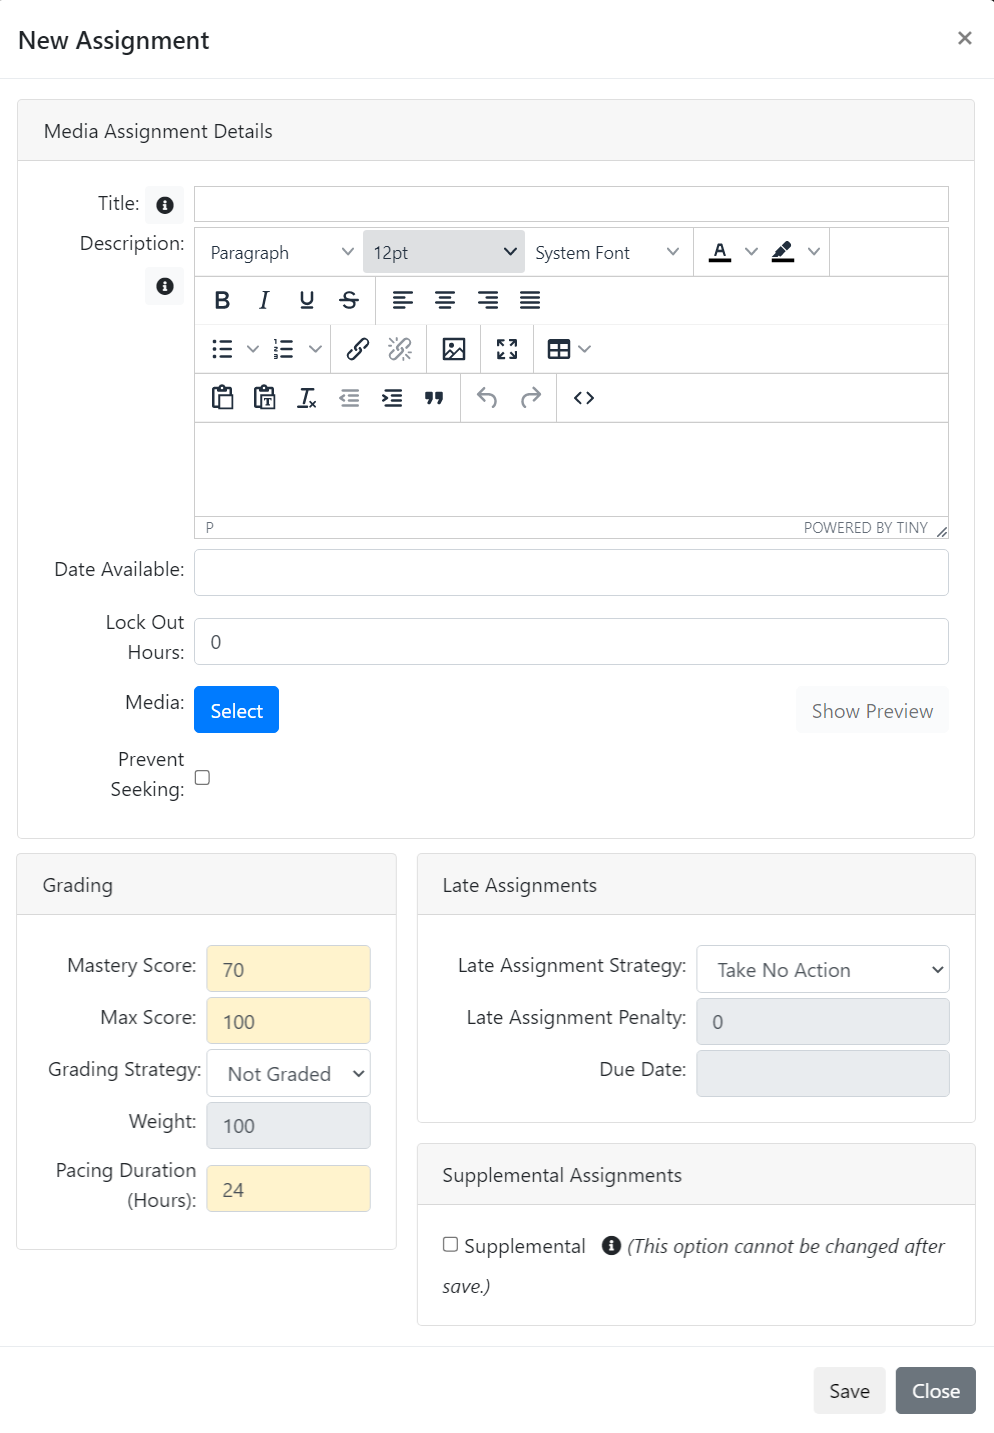 New Assignment
×
Media Assignment Details
Title:
Description:
Paragraph
12pt
System Font
A
B I U S
P
POWERED BY TINY
Date Available:
Lock Out
Hours:
0
Media:
Select
Show Preview
Prevent
Seeking:
Grading
Mastery Score:
70
Max Score:
100
Grading Strategy:
Not Graded
Weight:
100
Pacing Duration
(Hours):
24
Late Assignments
Late Assignment Strategy:
Take No Action
Late Assignment Penalty:
0
Due Date:
Supplemental Assignments
Supplemental (This option cannot be changed after
save.)
Save
Close